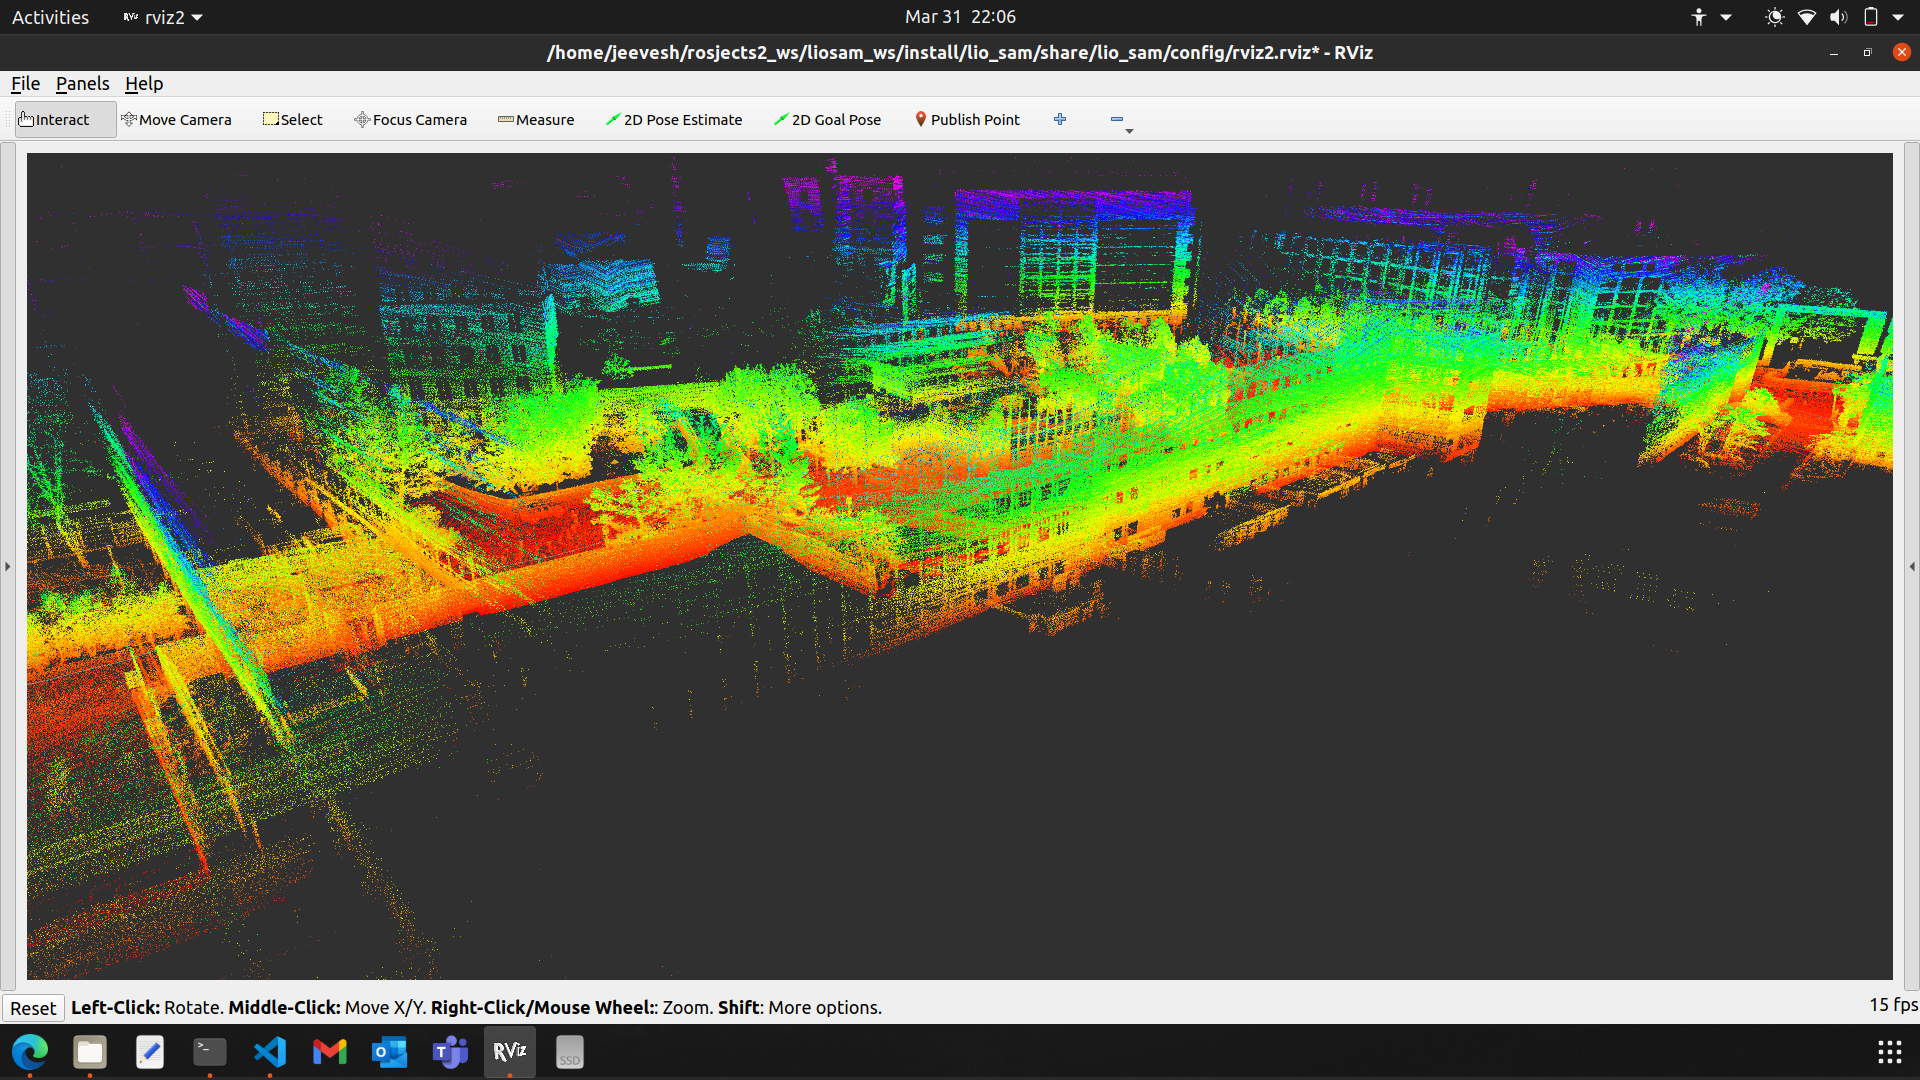 Activities RViz rviz2 Mar 31 22:06
/home/jeevesh/rosjects2_ws/liosam_ws/install/lio_sam/share/lio_sam/config/rviz2.rviz* - RViz
File Panels Help
Interact Move Camera Select Focus Camera Measure 2D Pose Estimate 2D Goal Pose Publish Point
Reset Left-Click: Rotate. Middle-Click: Move X/Y. Right-Click/Mouse Wheel:: Zoom. Shift: More options. 15 fps
>_ O T RViz SSD